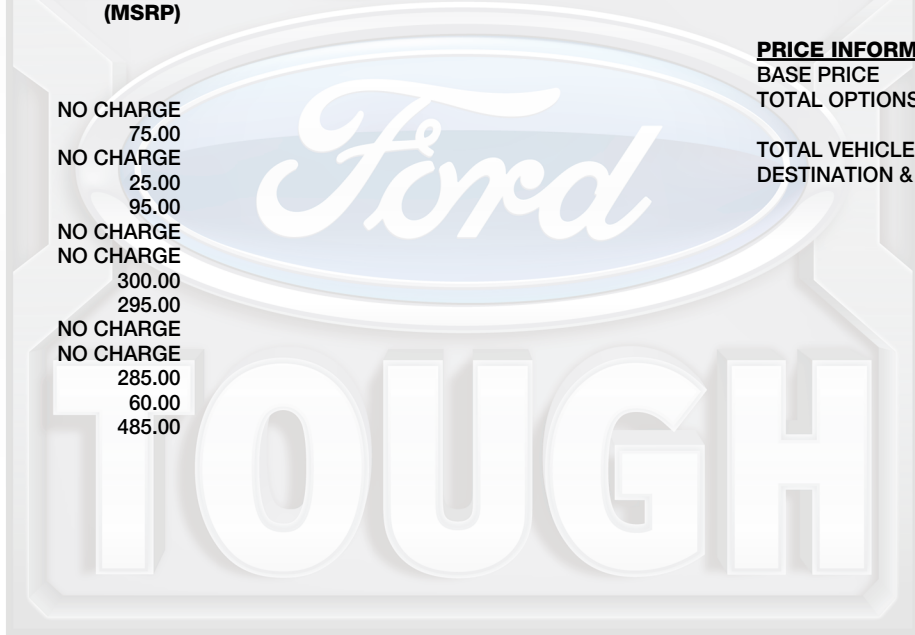 (MSRP)
NO CHARGE
75.00
NO CHARGE
25.00
95.00
NO CHARGE
NO CHARGE
300.00
295.00
NO CHARGE
NO CHARGE
285.00
60.00
485.00
PRICE INFORM
BASE PRICE
TOTAL OPTIONS
TOTAL VEHICLE
DESTINATION &
Ford
TOUGH